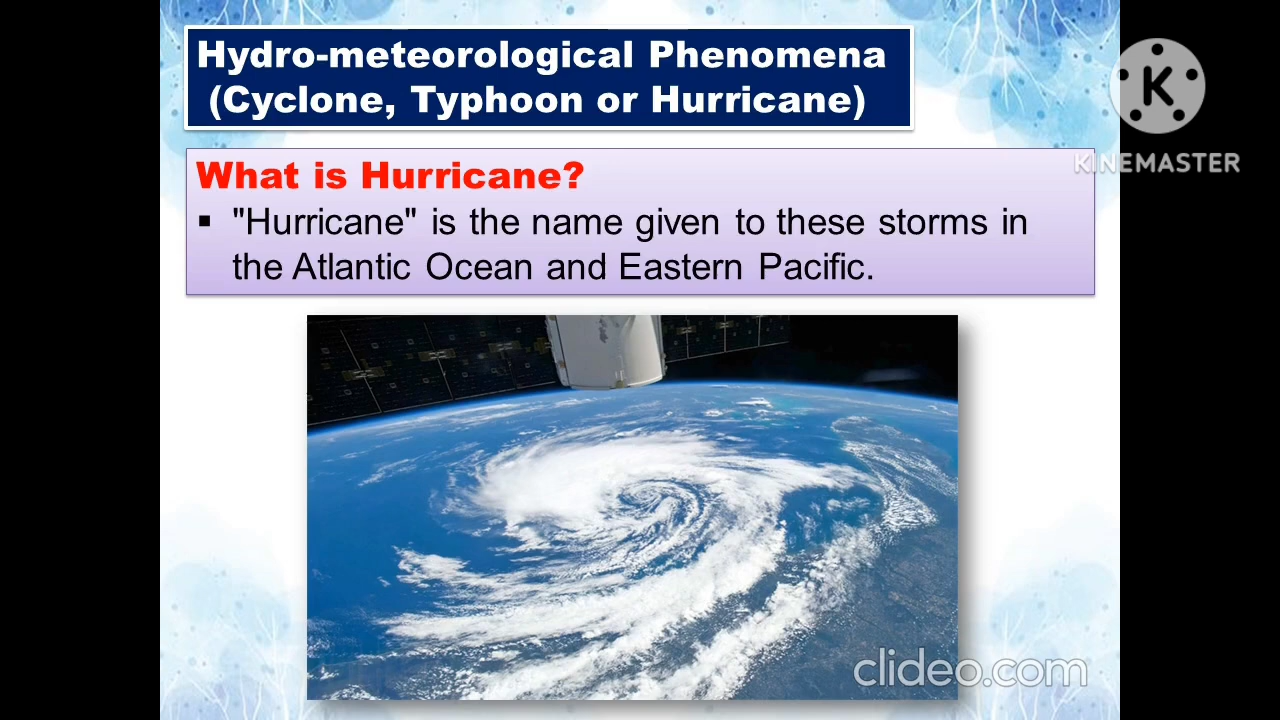 Hydro-meteorological Phenomena
(Cyclone, Typhoon or Hurricane)
What is Hurricane?
▪ "Hurricane" is the name given to these storms in
the Atlantic Ocean and Eastern Pacific.
K
KINEMASTER
clideo.com